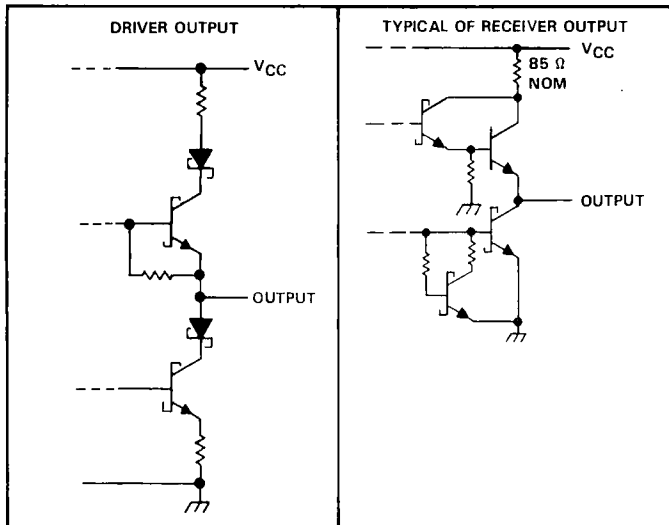 DRIVER OUTPUT
VCC
OUTPUT
TYPICAL OF RECEIVER OUTPUT
VCC
85 Ω
NOM
OUTPUT